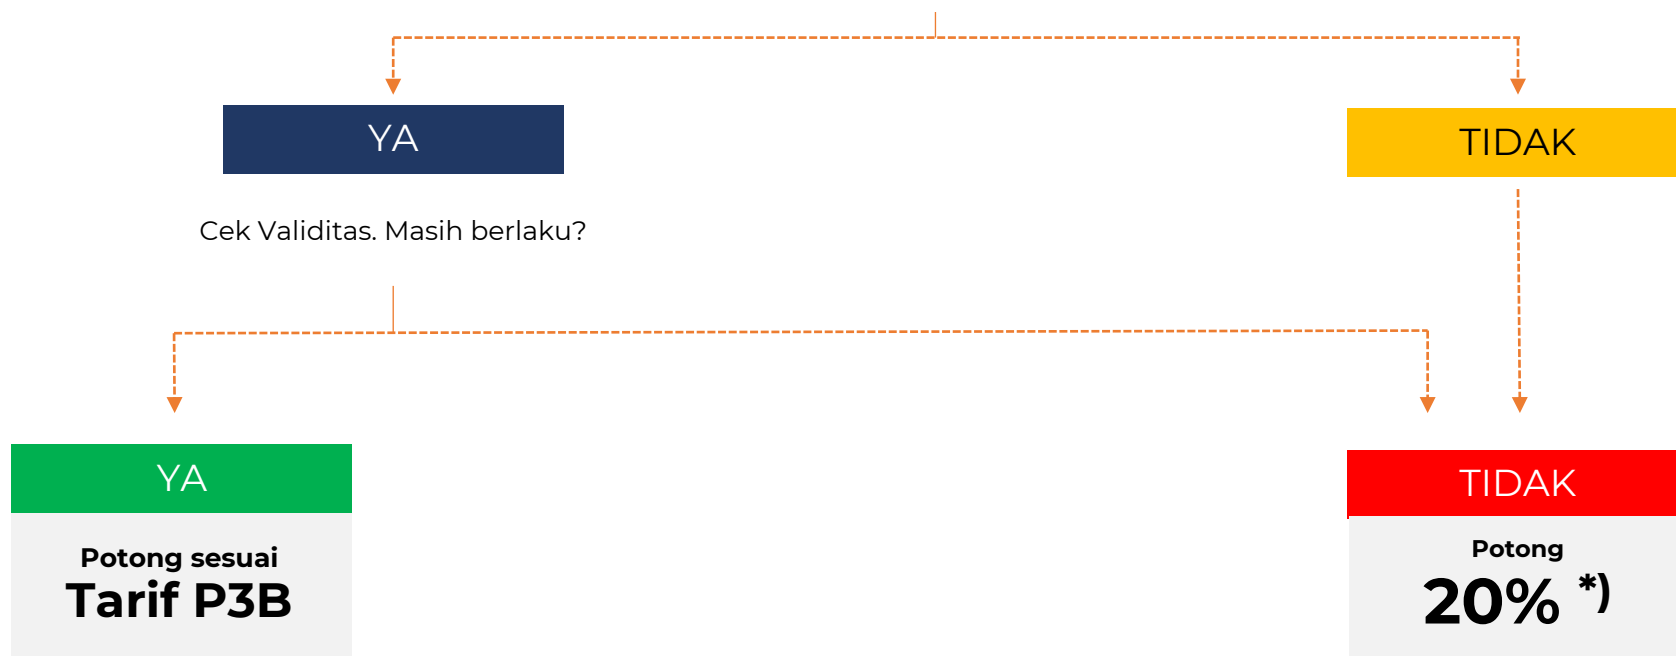 YA
TIDAK
Cek Validitas. Masih berlaku?
YA
TIDAK
Potong sesuai
Tarif P3B
Potong
20% *)